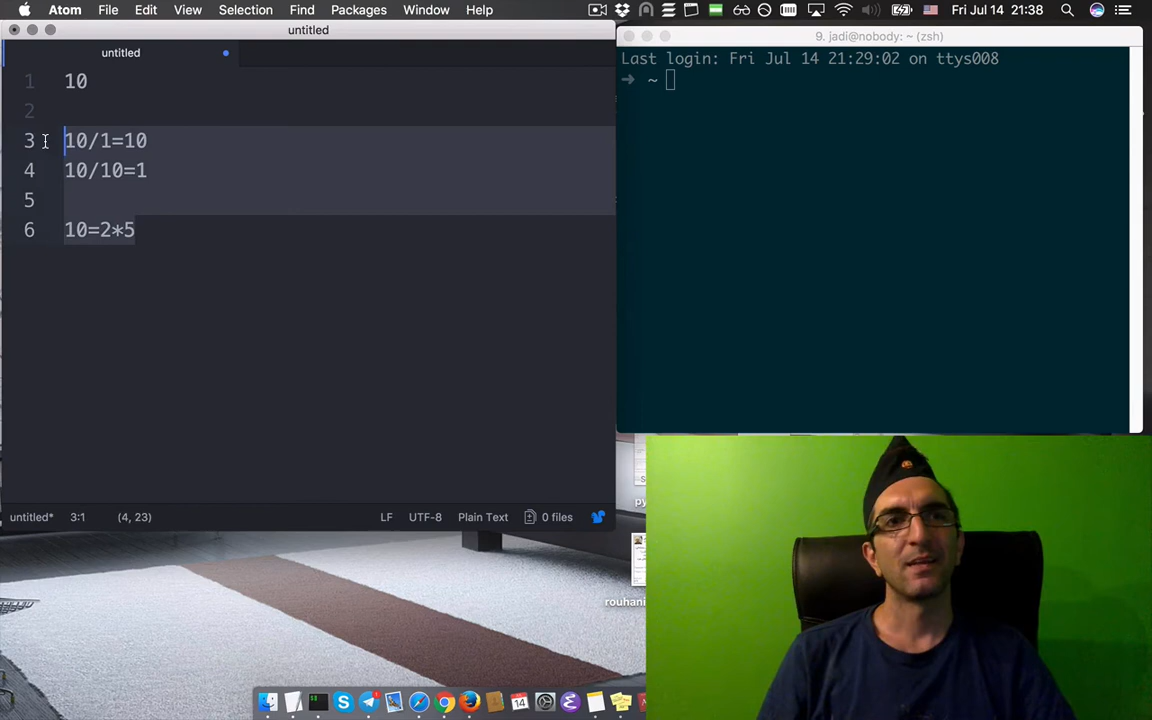 Atom File Edit View Selection Find Packages Window Help Fri Jul 14 21:38
untitled
untitled
1 10
2
3 10/1=10
4 10/10=1
5
6 10=2*5
untitled* 3:1 (4, 23) LF UTF-8 Plain Text 0 files
9. jadi@nobody: ~ (zsh)
Last login: Fri Jul 14 21:29:02 on ttys008
➜ ~
py
rouhani